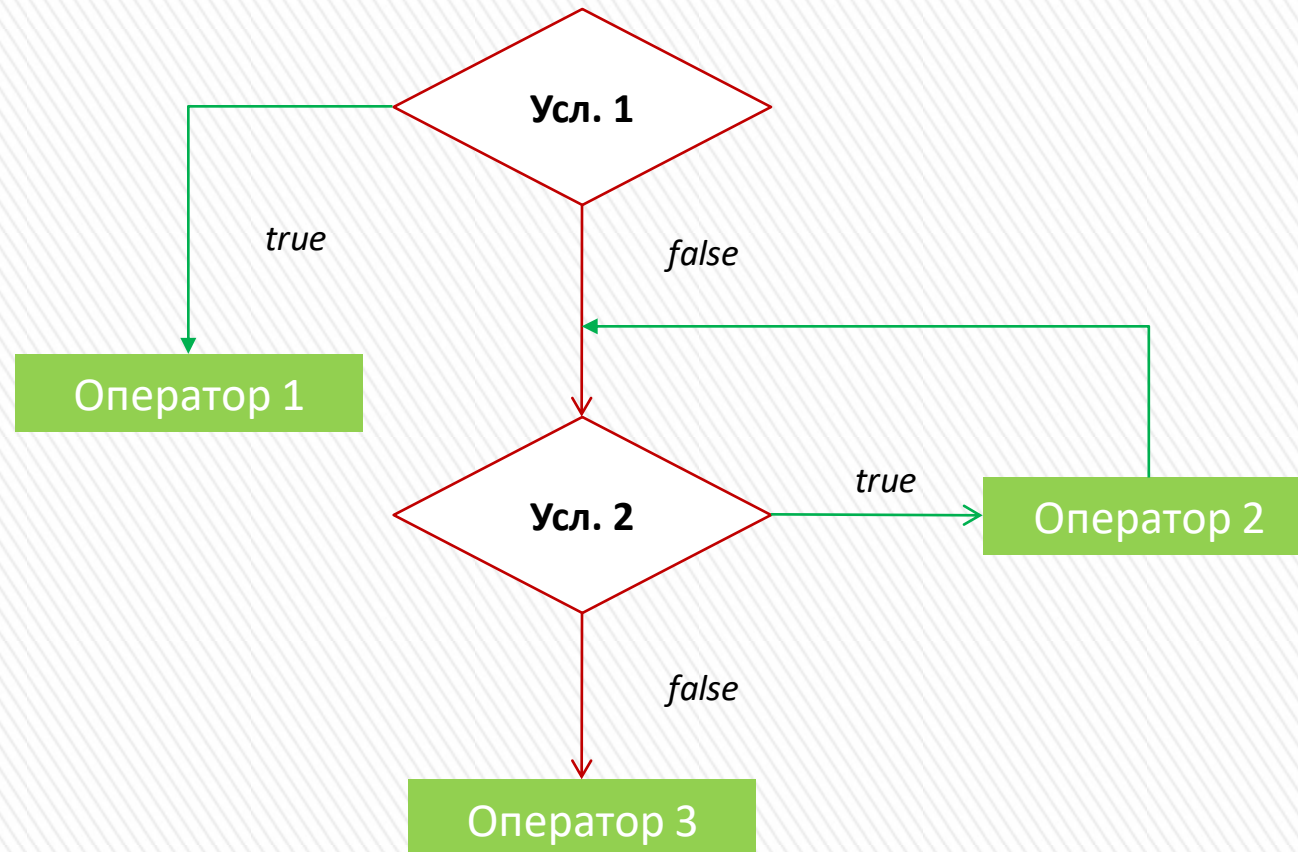 Усл. 1
true
false
Оператор 1
Усл. 2
true
Оператор 2
false
Оператор 3